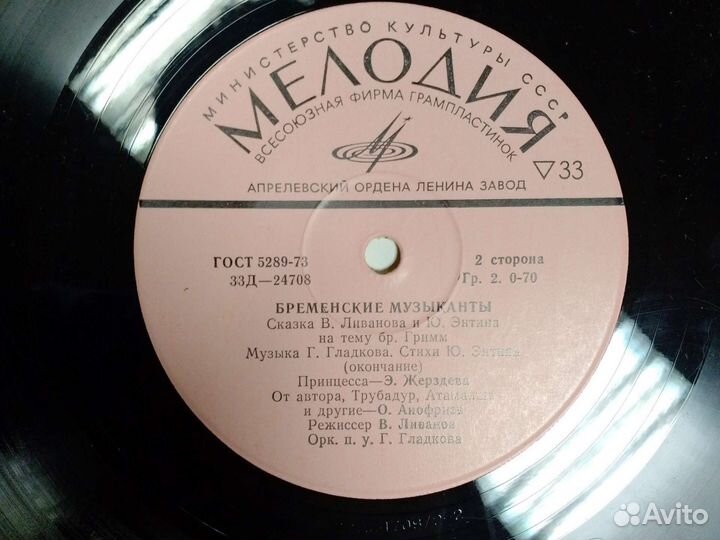 МИНИСТЕРСТВО КУЛЬТУРЫ СССР
МЕЛОДИЯ
ВСЕСОЮЗНАЯ ФИРМА ГРАМПЛАСТИНОК
▽33
АПРЕЛЕВСКИЙ ОРДЕНА ЛЕНИНА ЗАВОД
ГОСТ 5289-73
2 сторона
33Д—24708
Гр. 2. 0-70
БРЕМЕНСКИЕ МУЗЫКАНТЫ
Сказка В. Ливанова и Ю. Энтина
на тему бр. Гримм
Музыка Г. Гладкова. Стихи Ю. Энтина
(окончание)
Принцесса—Э. Жерздева
От автора, Трубадур, Атаманша
и другие—О. Анофриев
Режиссер В. Ливанов
Орк. п. у. Г. Гладкова
Avito